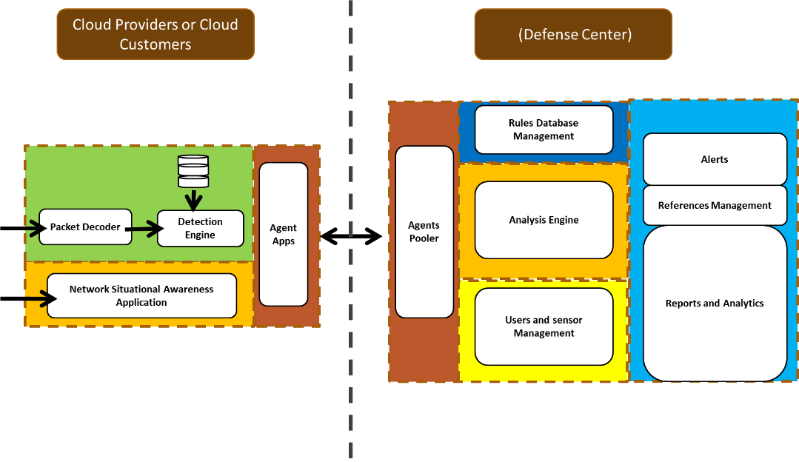 Cloud Providers or Cloud
Customers
(Defense Center)
Packet Decoder
Detection
Engine
Network Situational Awareness
Application
Agent
Apps
Agents
Pooler
Rules Database
Management
Analysis Engine
Users and sensor
Management
Alerts
References Management
Reports and Analytics